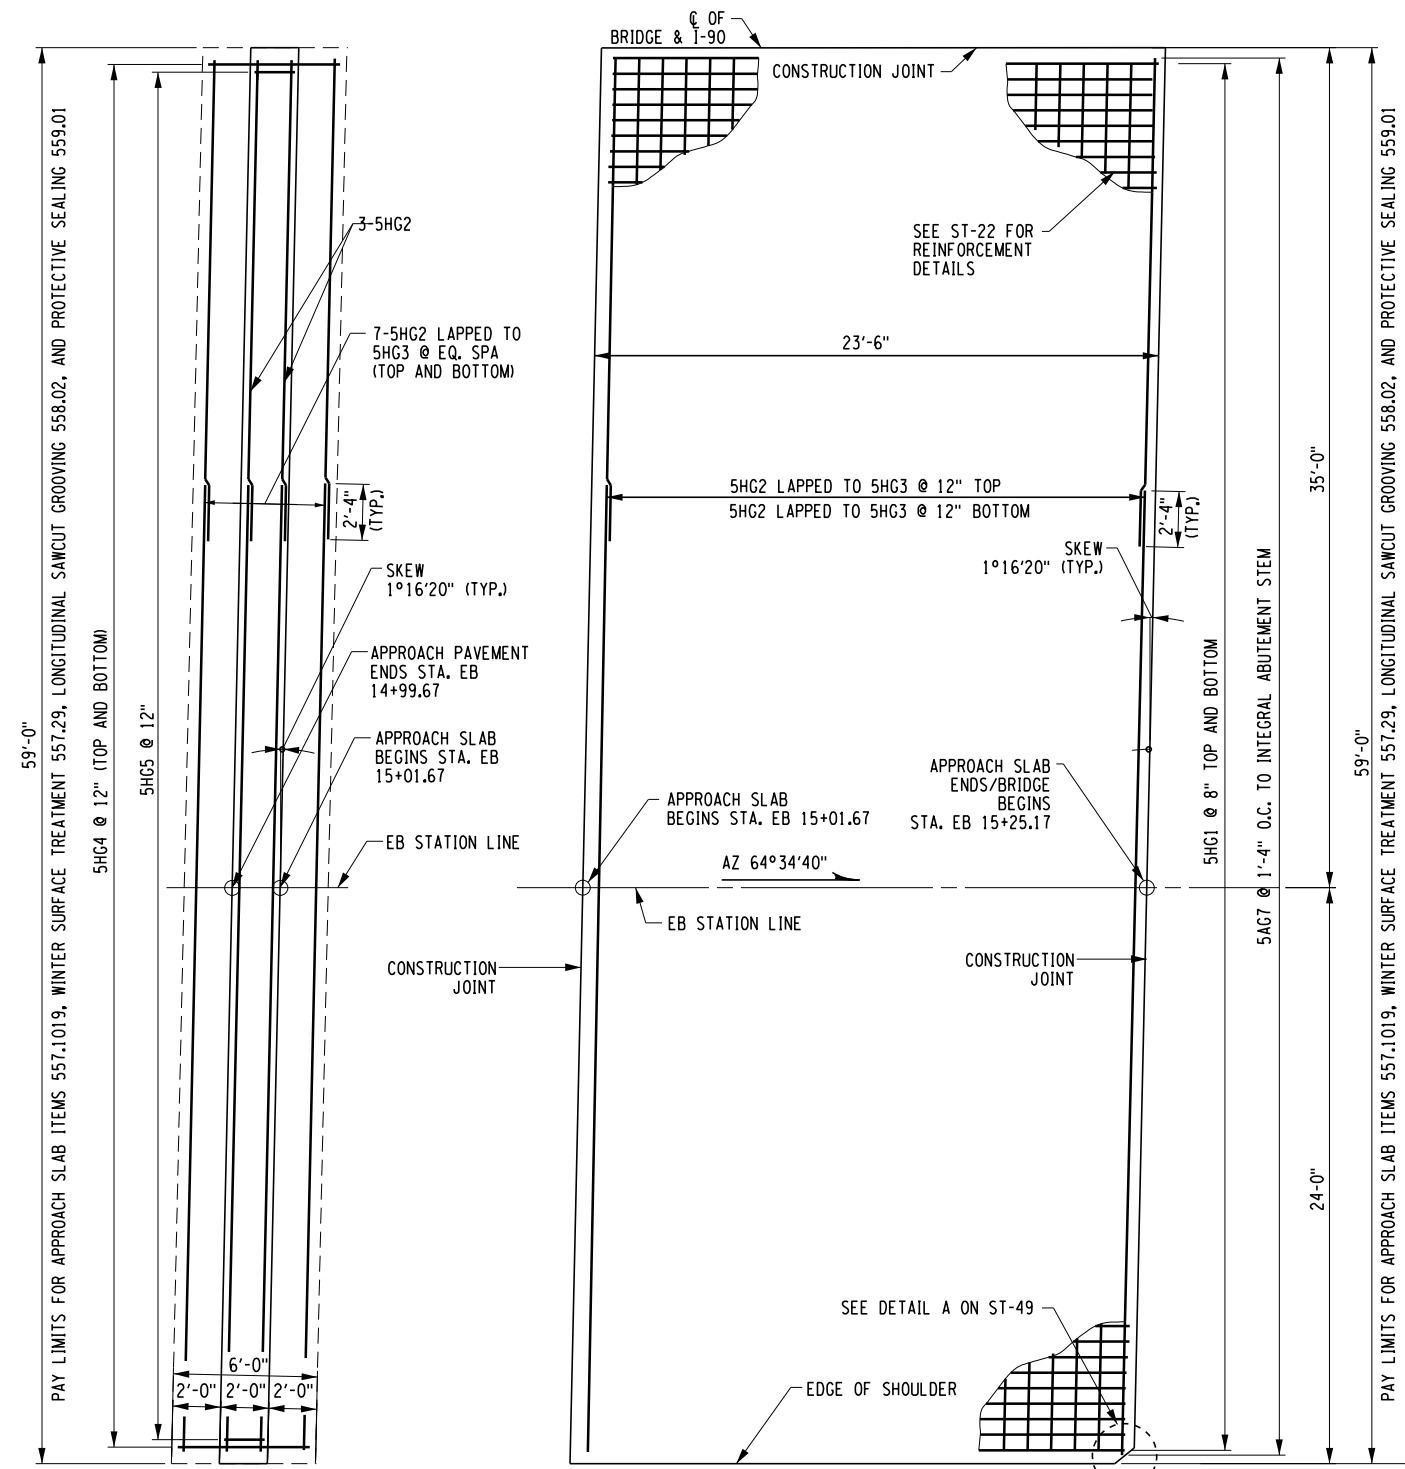 ℄ OF
BRIDGE & I-90
CONSTRUCTION JOINT
PAY LIMITS FOR APPROACH SLAB ITEMS 557.1019, WINTER SURFACE TREATMENT 557.29, LONGITUDINAL SAWCUT GROOVING 558.02, AND PROTECTIVE SEALING 559.01
59'-0"
5HG4 @ 12" (TOP AND BOTTOM)
5HG5 @ 12"
3-5HG2
7-5HG2 LAPPED TO
5HG3 @ EQ. SPA
(TOP AND BOTTOM)
2'-4"
(TYP.)
SKEW
1°16'20" (TYP.)
APPROACH PAVEMENT
ENDS STA. EB
14+99.67
APPROACH SLAB
BEGINS STA. EB
15+01.67
EB STATION LINE
6'-0"
2'-0"
2'-0"
2'-0"
SEE ST-22 FOR
REINFORCEMENT
DETAILS
23'-6"
5HG2 LAPPED TO 5HG3 @ 12" TOP
5HG2 LAPPED TO 5HG3 @ 12" BOTTOM
2'-4"
(TYP.)
SKEW
1°16'20" (TYP.)
APPROACH SLAB
BEGINS STA. EB 15+01.67
APPROACH SLAB
ENDS/BRIDGE
BEGINS
STA. EB 15+25.17
AZ 64°34'40"
EB STATION LINE
CONSTRUCTION
JOINT
CONSTRUCTION
JOINT
SEE DETAIL A ON ST-49
EDGE OF SHOULDER
5HG1 @ 8" TOP AND BOTTOM
5AG7 @ 1'-4" O.C. TO INTEGRAL ABUTEMENT STEM
35'-0"
24-0"
59'-0"
PAY LIMITS FOR APPROACH SLAB ITEMS 557.1019, WINTER SURFACE TREATMENT 557.29, LONGITUDINAL SAWCUT GROOVING 558.02, AND PROTECTIVE SEALING 559.01